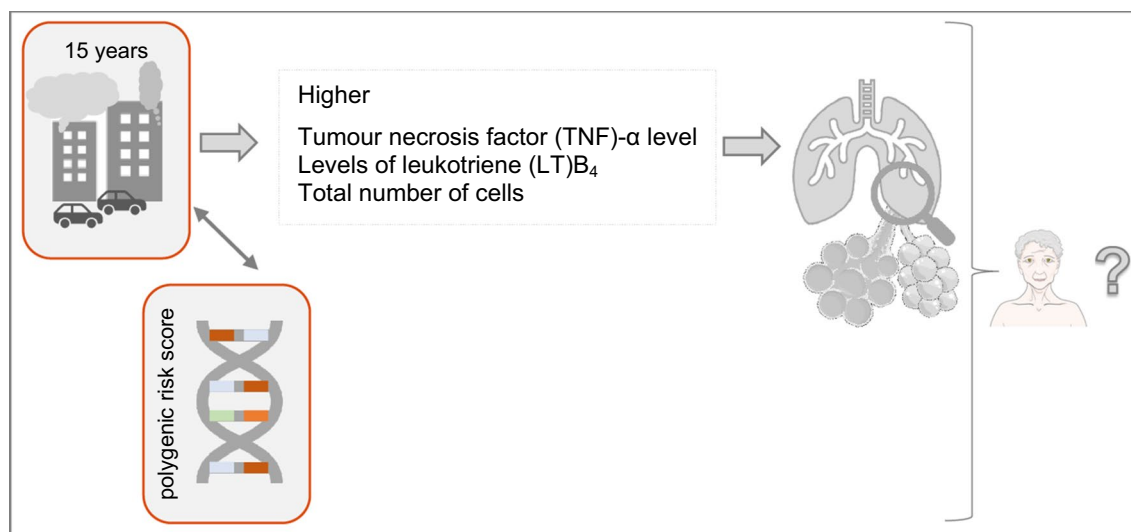 15 years
Higher
Tumour necrosis factor (TNF)-α level
Levels of leukotriene (LT)B₄
Total number of cells
polygenic risk score
?